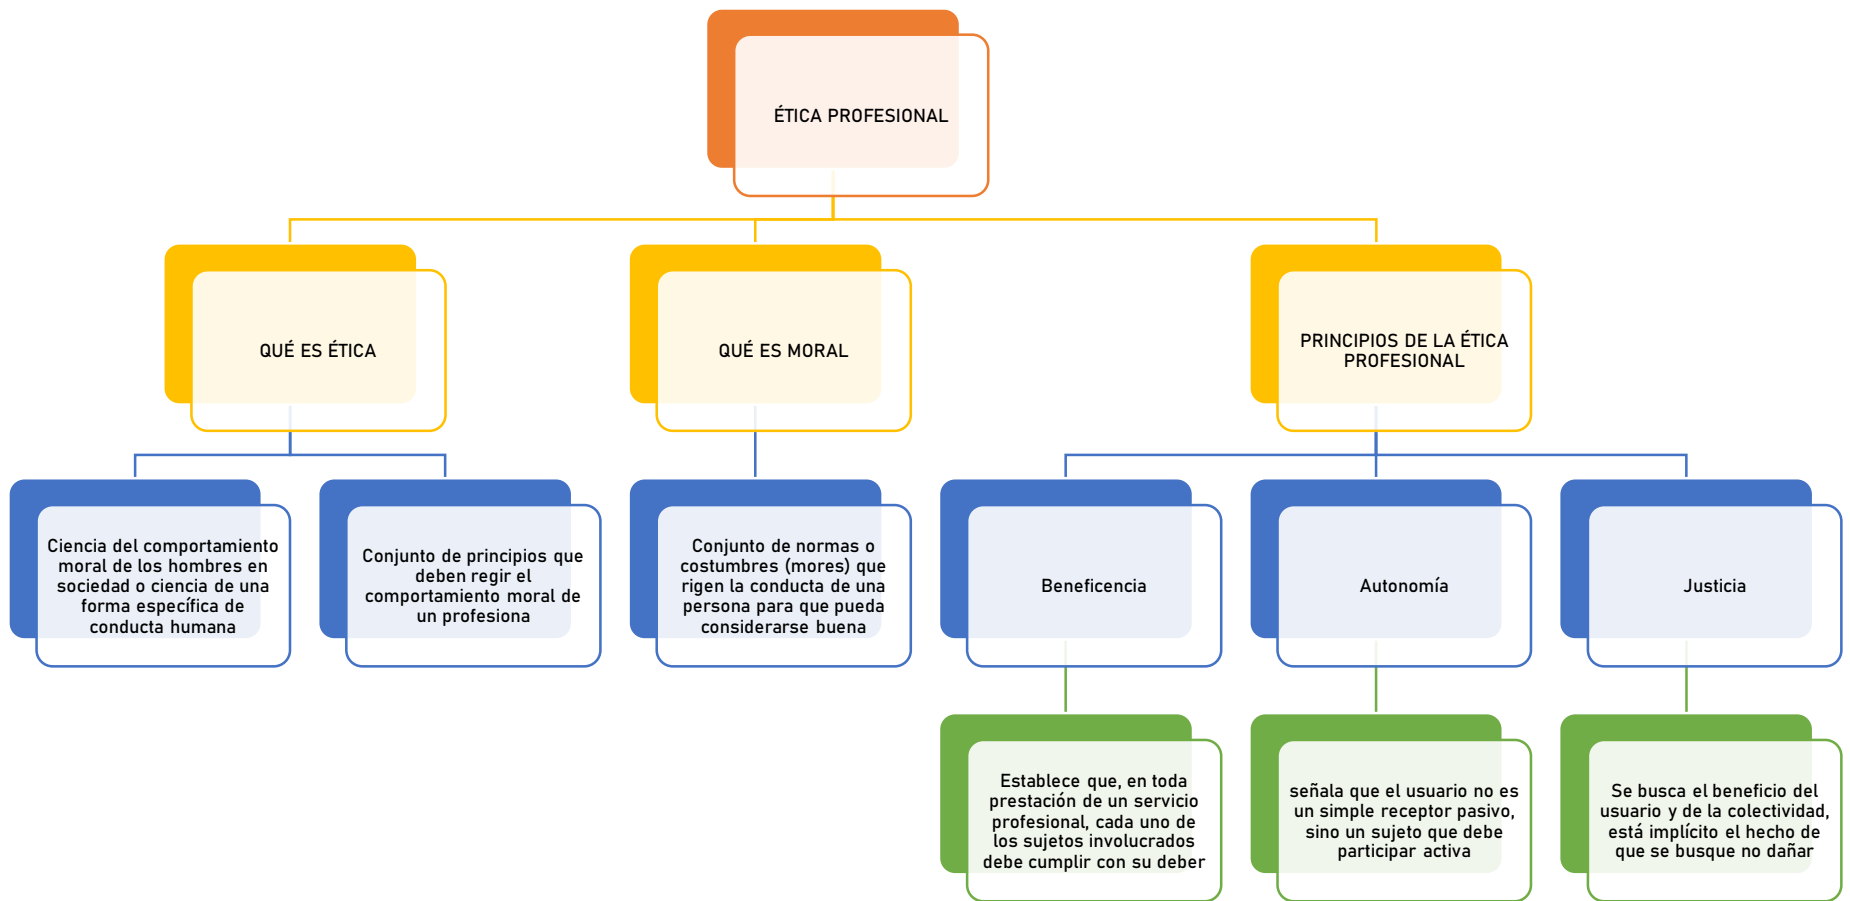 ÉTICA PROFESIONAL
QUÉ ES ÉTICA
QUÉ ES MORAL
PRINCIPIOS DE LA ÉTICA
PROFESIONAL
Ciencia del comportamiento
moral de los hombres en
sociedad o ciencia de una
forma específica de
conducta humana
Conjunto de principios que
deben regir el
comportamiento moral de
un profesiona
Conjunto de normas o
costumbres (mores) que
rigen la conducta de una
persona para que pueda
considerarse buena
Beneficencia
Autonomía
Justicia
Establece que, en toda
prestación de un servicio
profesional, cada uno de
los sujetos involucrados
debe cumplir con su deber
señala que el usuario no es
un simple receptor pasivo,
sino un sujeto que debe
participar activa
Se busca el beneficio del
usuario y de la colectividad,
está implícito el hecho de
que se busque no dañar